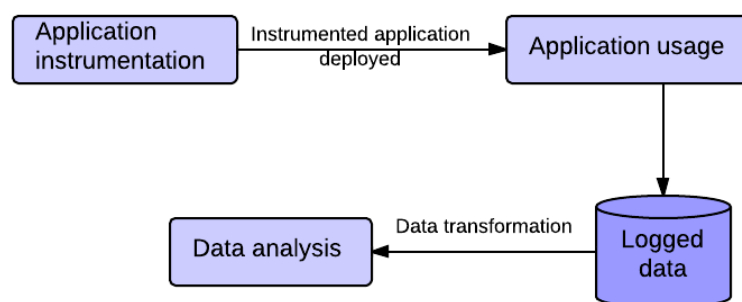 Application
instrumentation
Instrumented application
deployed
Application usage
Logged
data
Data transformation
Data analysis